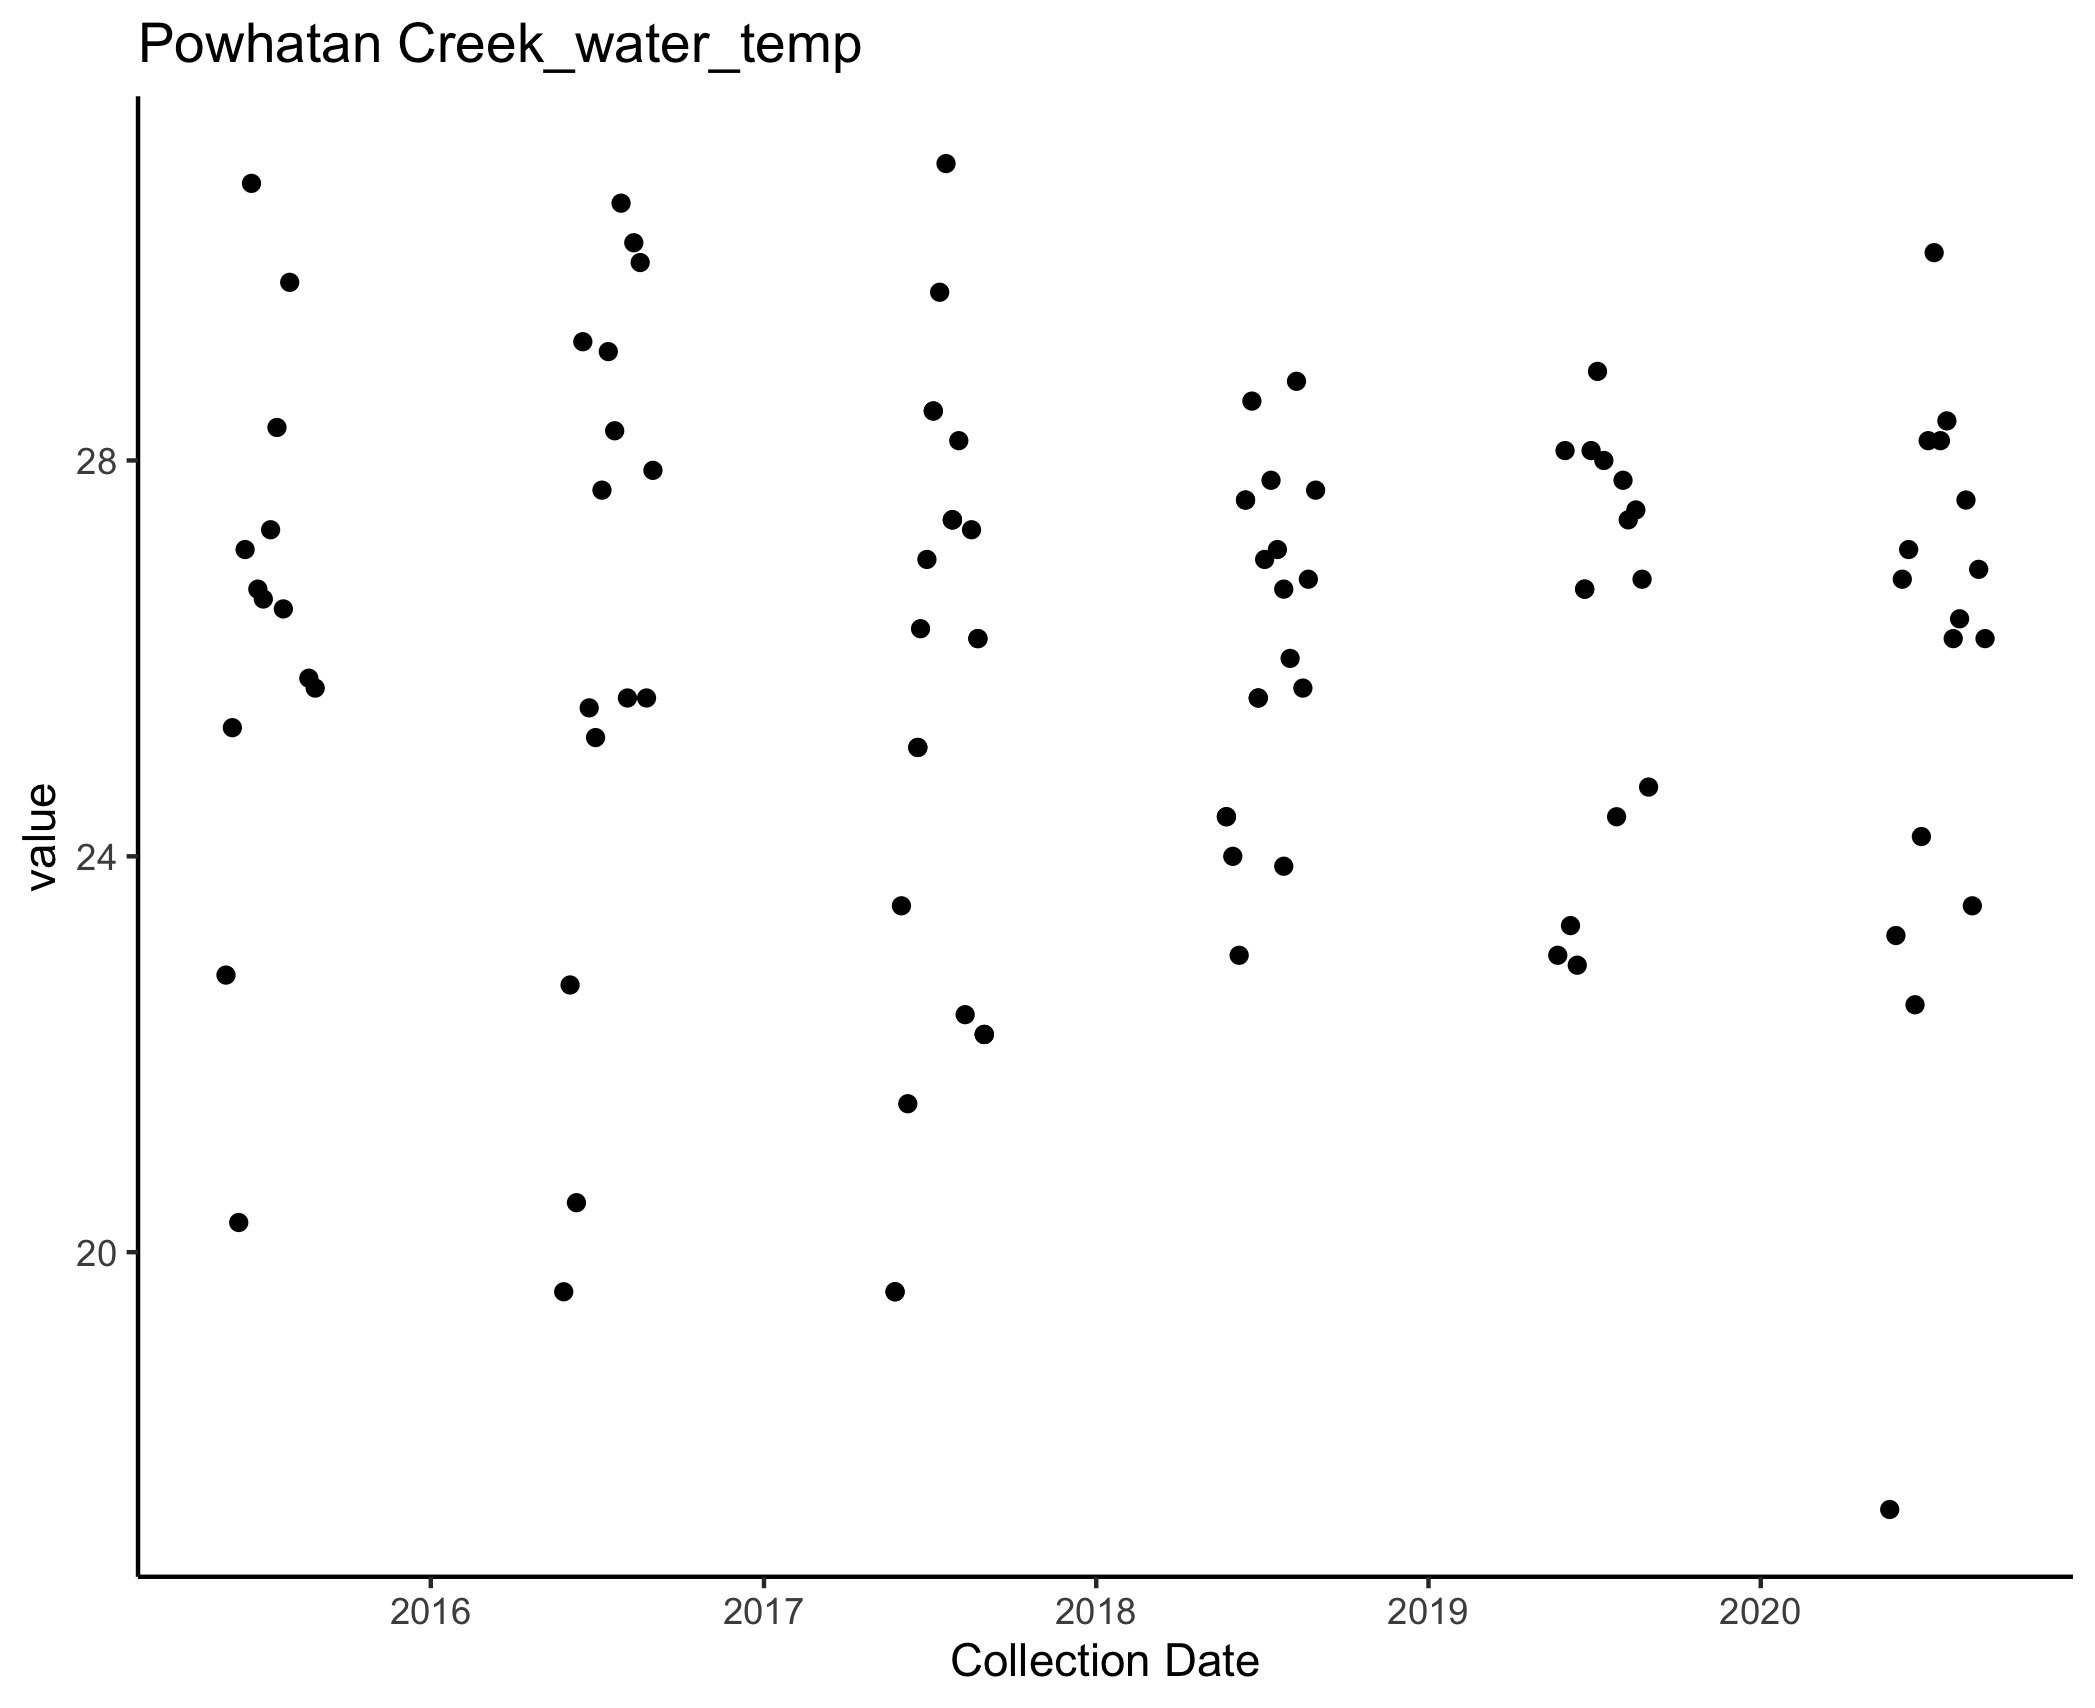 Powhatan Creek_water_temp
value
28
24
20
2016 2017 2018 2019 2020
Collection Date